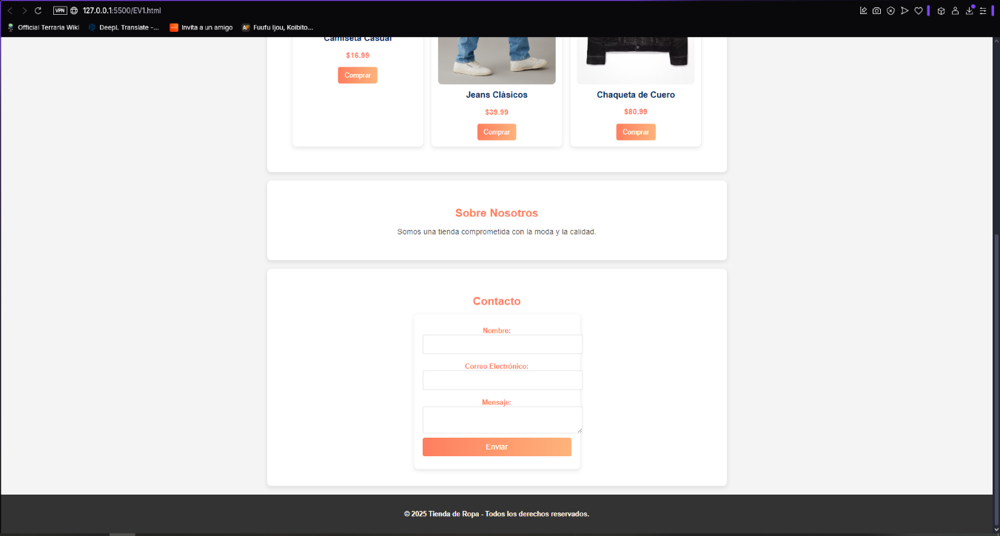 VPN 127.0.0.1:5500/EV1.html
Official Terraria Wiki DeepL Translate -... Invita a un amigo AF Fuufu Ijou, Koibito...
Camiseta Casual
$16.99
Comprar
Jeans Clásicos
$39.99
Comprar
Chaqueta de Cuero
$80.99
Comprar
Sobre Nosotros
Somos una tienda comprometida con la moda y la calidad.
Contacto
Nombre:
Correo Electrónico:
Mensaje:
Enviar
© 2025 Tienda de Ropa - Todos los derechos reservados.